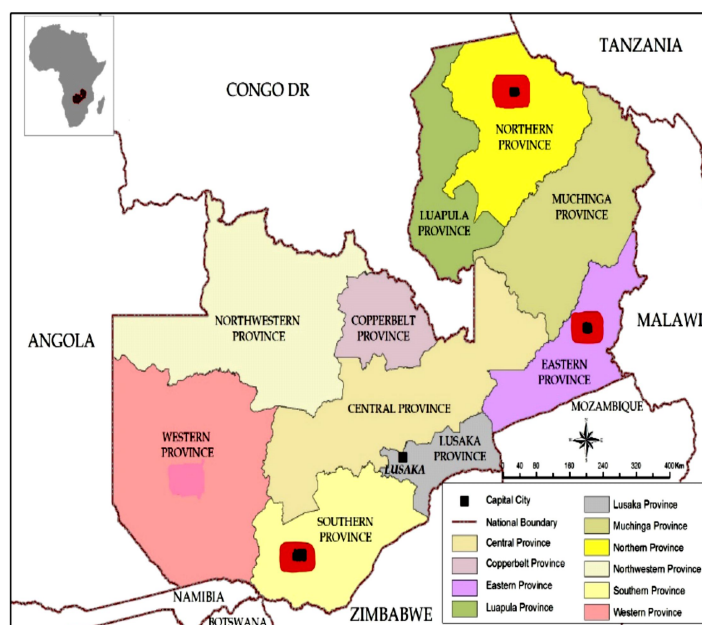 TANZANIA
CONGO DR
NORTHERN
PROVINCE
MUCHINGA
PROVINCE
LUAPULA
PROVINCE
NORTHWESTERN
PROVINCE
COPPERBELT
PROVINCE
ANGOLA
MALAWI
EASTERN
PROVINCE
CENTRAL PROVINCE
MOZAMBIQUE
WESTERN
PROVINCE
LUSAKA
PROVINCE
LUSAKA
40 80 160 240 320 400 Km
SOUTHERN
PROVINCE
NAMIBIA
BOTSWANA
ZIMBABWE
Capital City
National Boundary
Central Province
Copperbelt Province
Eastern Province
Luapula Province
Lusaka Province
Muchinga Province
Northern Province
Northwestern Province
Southern Province
Western Province